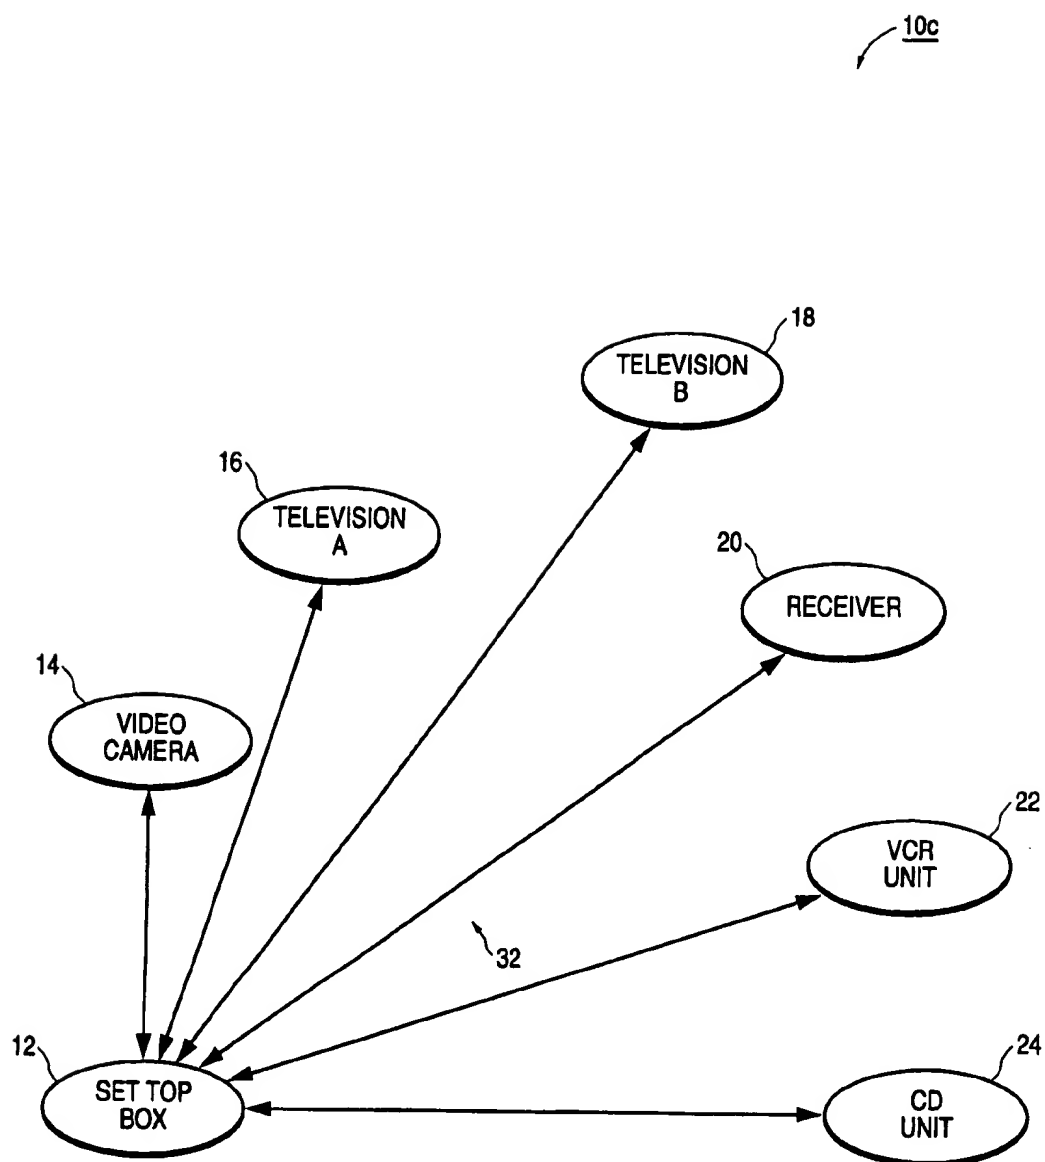 10c
18
TELEVISION
B
16
TELEVISION
A
20
RECEIVER
14
VIDEO
CAMERA
22
VCR
UNIT
32
12
SET TOP
BOX
24
CD
UNIT